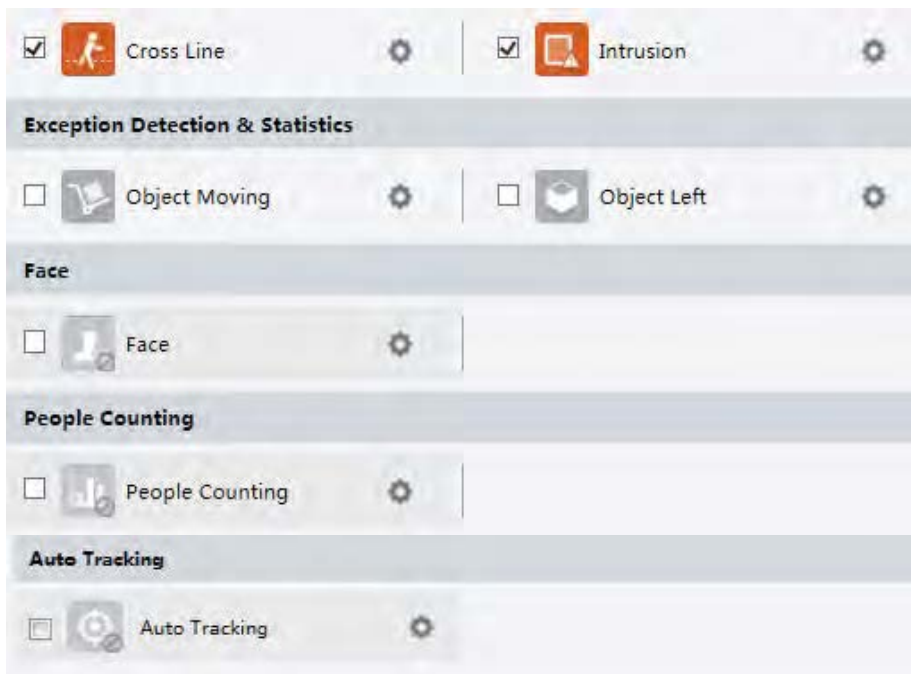 Cross Line
Intrusion
Exception Detection & Statistics
Object Moving
Object Left
Face
Face
People Counting
People Counting
Auto Tracking
Auto Tracking